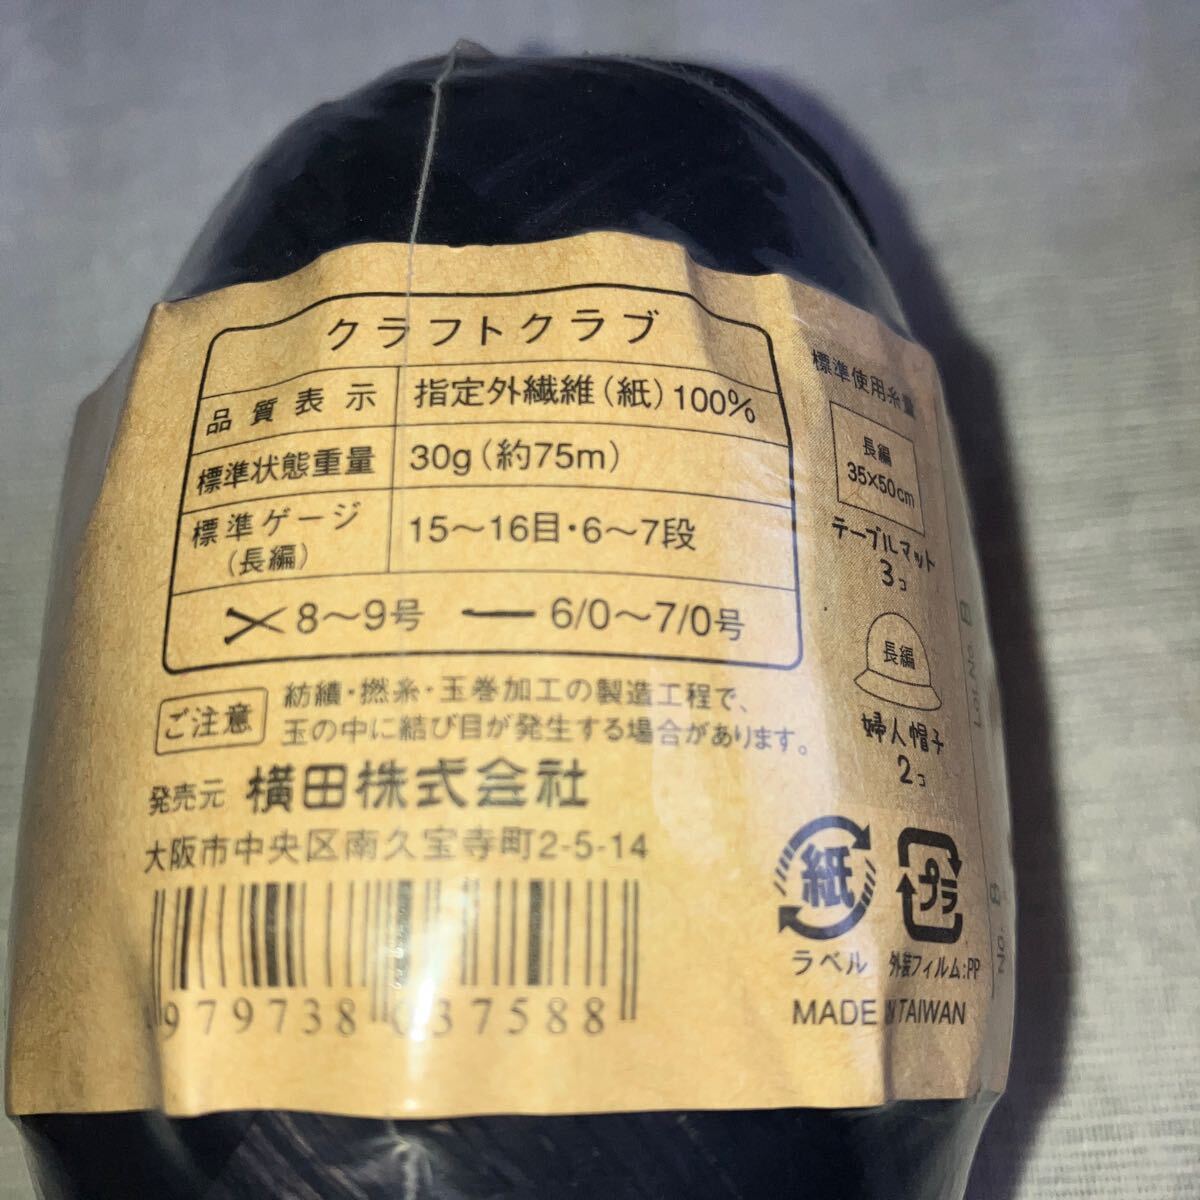 クラフトクラブ
品質表示 指定外繊維（紙）100%
標準状態重量 30g（約75m）
標準ゲージ（長編） 15〜16目・6〜7段
8〜9号 6/0〜7/0号
ご注意 紡績・撚糸・玉巻加工の製造工程で、
玉の中に結び目が発生する場合があります。
発売元 横田株式会社
大阪市中央区南久宝寺町2-5-14
979738 037588
標準使用糸量
長編
35×50cm
テーブルマット
3コ
長編
婦人帽子
2コ
紙
プラ
ラベル 外装フィルム:PP
MADE IN TAIWAN